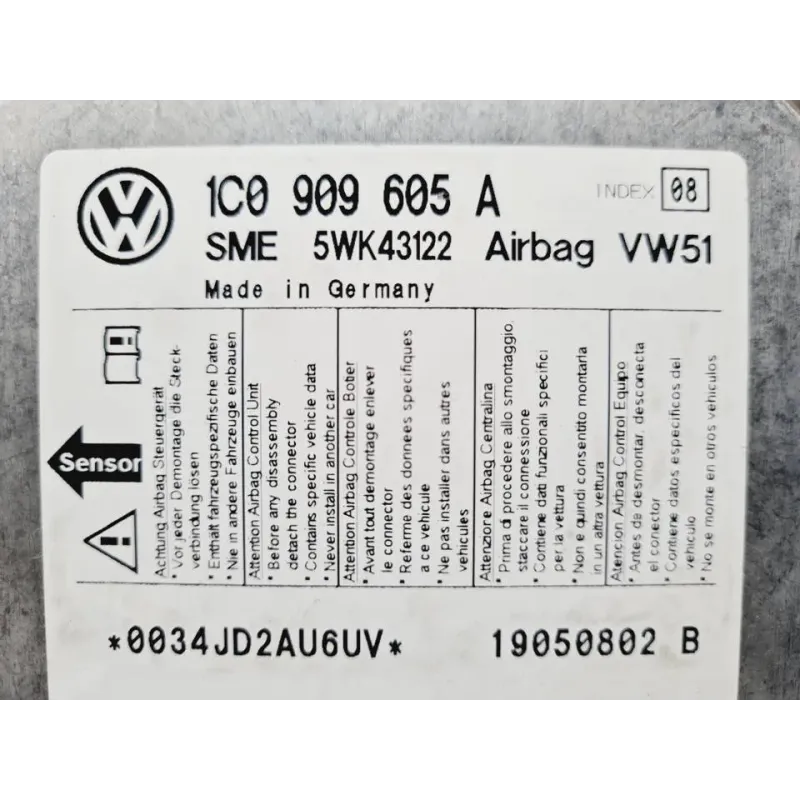 1C0 909 605 A INDEX 08
SME 5WK43122 Airbag VW51
Made in Germany
Sensor
Achtung Airbag Steuergerät
* Vor jeder Demontage die Steck-
verbindung lösen
* Enthält fahrzeugspezifische Daten
* Nie in andere Fahrzeuge einbauen
Attention Airbag Control Unit
* Before any disassembly
detach the connector
* Contains specific vehicle data
* Never install in another car
Attention Airbag Controle Boîtier
* Avant tout demontage enlever
le connector
* Referme des donnees specifiques
a ce vehicule
* Ne pas installer dans autres
vehicules
Attenzione Airbag Centralina
* Prima di procedere allo smontaggio.
staccare il connessione
* Contiene dati funzionali specifici
per la vettura
* Non e quindi consentito montarla
in un altra vettura
Atencion Airbag Control Equipo
* Antes de desmontar, desconecta
el conector
* Contiene datos especificos del
vehiculo
* No se monte en otros vehiculos
*0034JD2AU6UV* 19050802 B